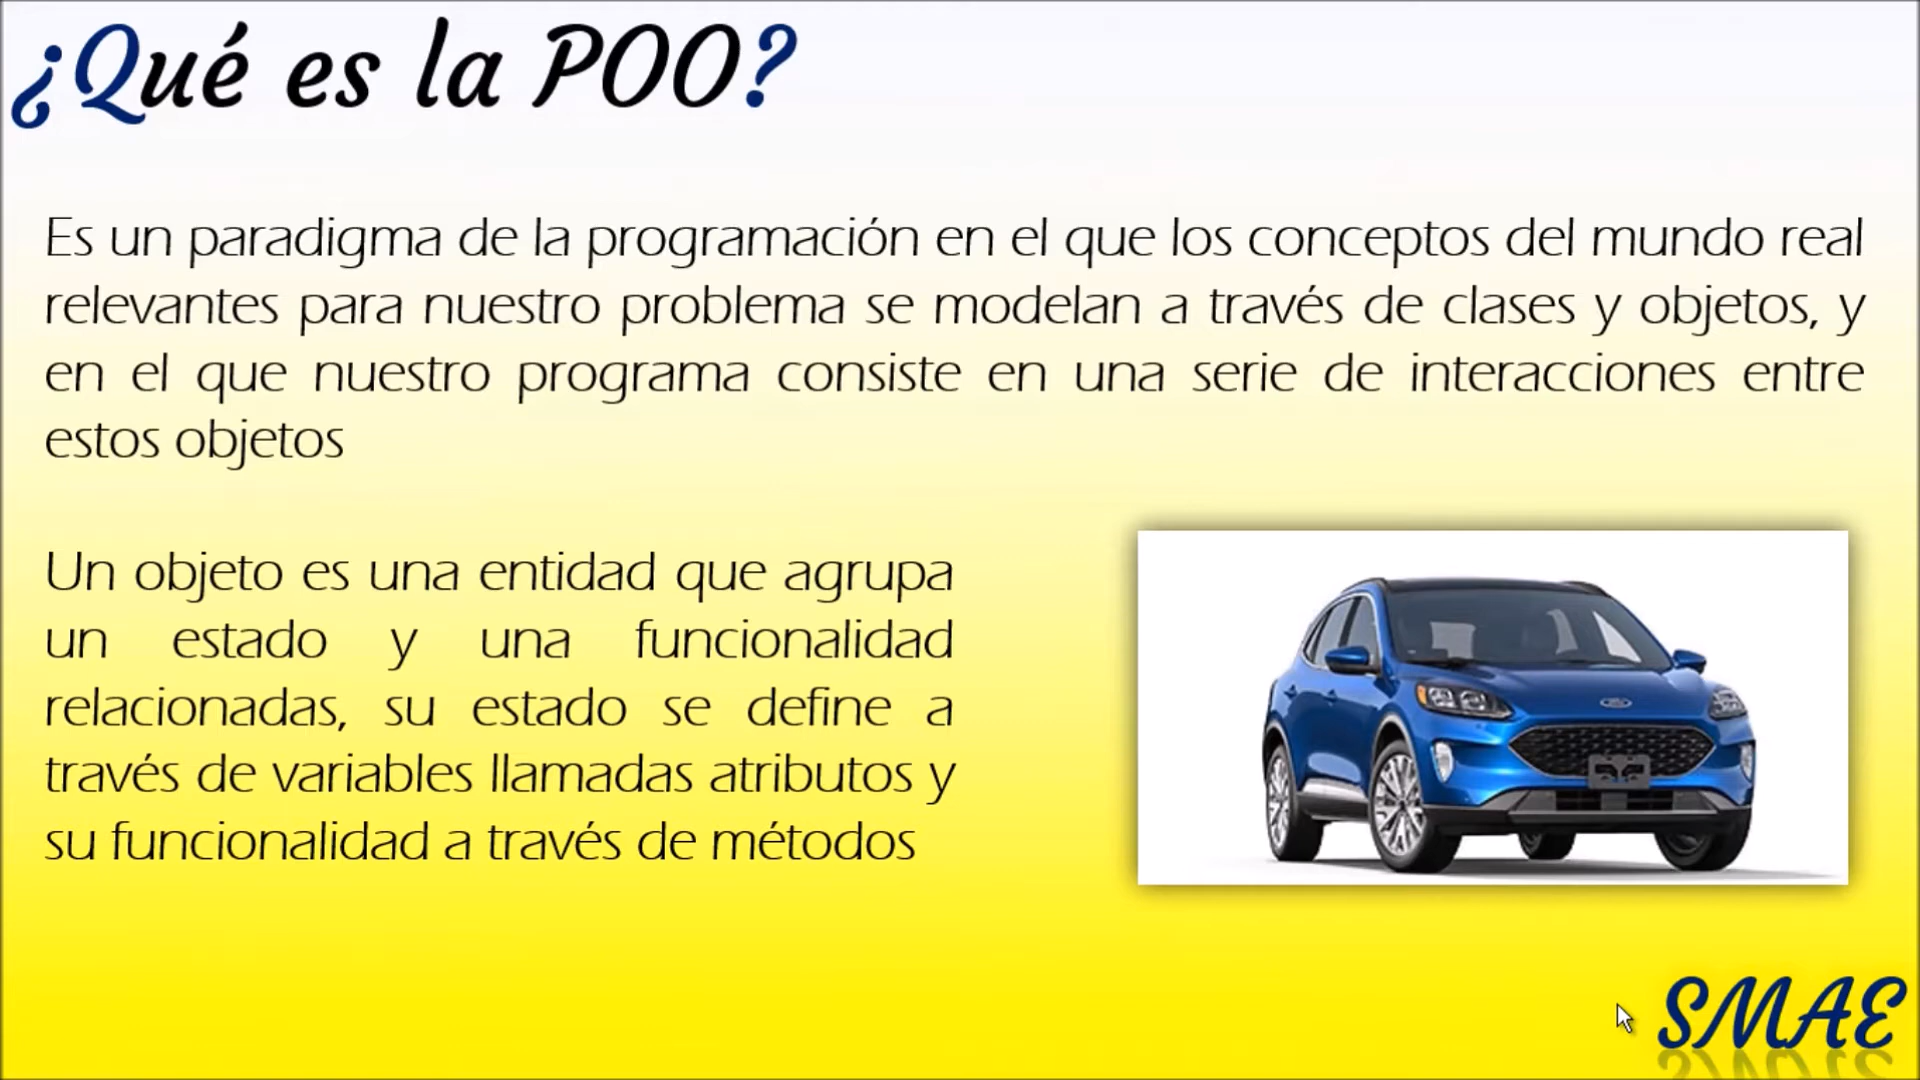 ¿Qué es la POO?
Es un paradigma de la programación en el que los conceptos del mundo real
relevantes para nuestro problema se modelan a través de clases y objetos, y
en el que nuestro programa consiste en una serie de interacciones entre
estos objetos
Un objeto es una entidad que agrupa
un estado y una funcionalidad
relacionadas, su estado se define a
través de variables llamadas atributos y
su funcionalidad a través de métodos
SMAE